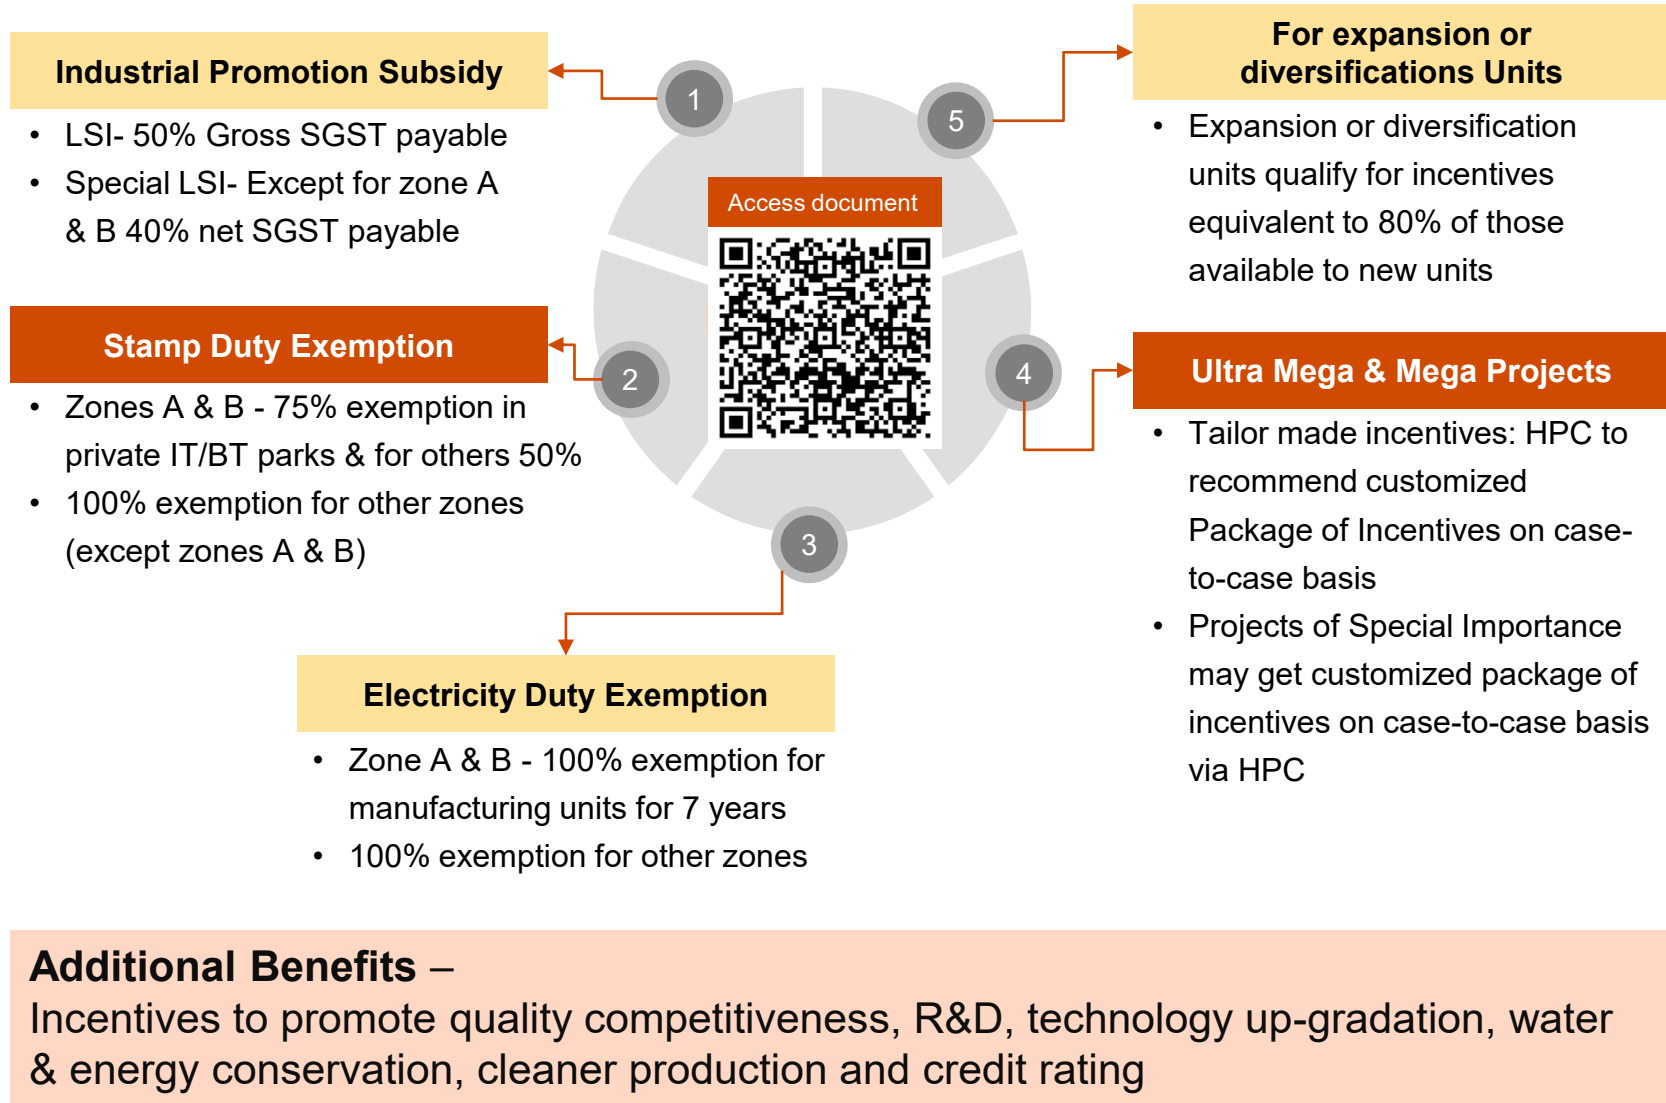 1
Industrial Promotion Subsidy
• LSI- 50% Gross SGST payable
• Special LSI- Except for zone A
& B 40% net SGST payable
2
Stamp Duty Exemption
• Zones A & B - 75% exemption in
private IT/BT parks & for others 50%
• 100% exemption for other zones
(except zones A & B)
3
Electricity Duty Exemption
• Zone A & B - 100% exemption for
manufacturing units for 7 years
• 100% exemption for other zones
Access document
4
Ultra Mega & Mega Projects
• Tailor made incentives: HPC to
recommend customized
Package of Incentives on case-
to-case basis
• Projects of Special Importance
may get customized package of
incentives on case-to-case basis
via HPC
5
For expansion or
diversifications Units
• Expansion or diversification
units qualify for incentives
equivalent to 80% of those
available to new units
Additional Benefits –
Incentives to promote quality competitiveness, R&D, technology up-gradation, water
& energy conservation, cleaner production and credit rating